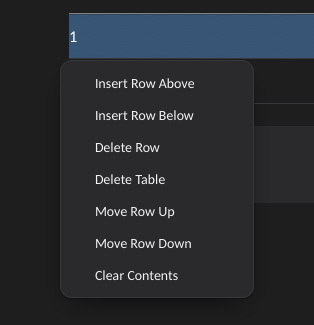 1
Insert Row Above
Insert Row Below
Delete Row
Delete Table
Move Row Up
Move Row Down
Clear Contents